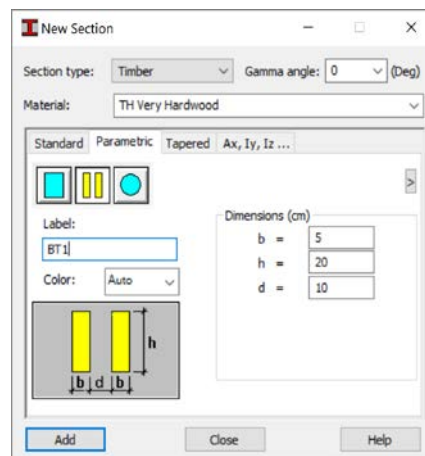 New Section
Section type: Timber Gamma angle: 0 (Deg)
Material: TH Very Hardwood
Standard Parametric Tapered Ax, Iy, Iz ...
>
Label:
BT1
Color: Auto
Dimensions (cm)
b = 5
h = 20
d = 10
h
b d b
Add Close Help